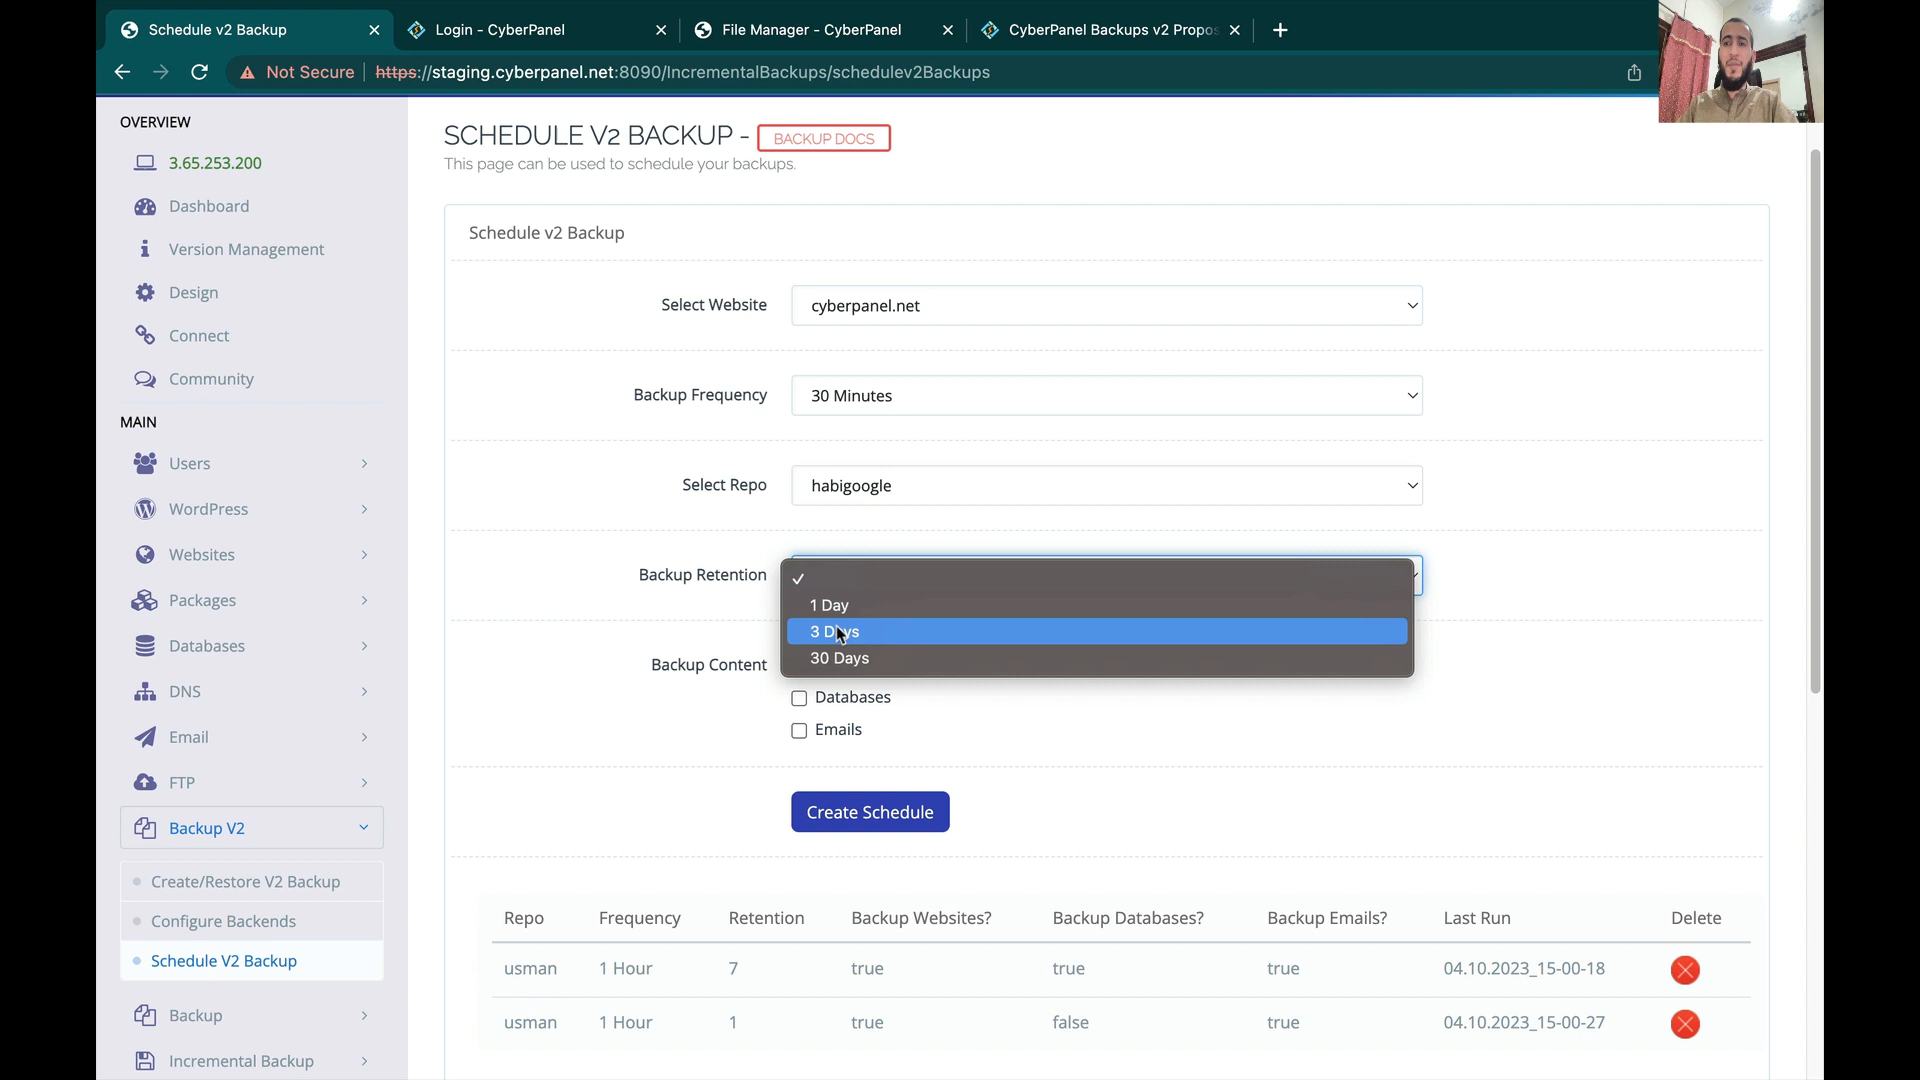 Schedule v2 Backup
Login - CyberPanel
File Manager - CyberPanel
CyberPanel Backups v2 Propos
Not Secure
https://staging.cyberpanel.net:8090/IncrementalBackups/schedulev2Backups
OVERVIEW
3.65.253.200
Dashboard
Version Management
Design
Connect
Community
MAIN
Users
WordPress
Websites
Packages
Databases
DNS
Email
FTP
Backup V2
Create/Restore V2 Backup
Configure Backends
Schedule V2 Backup
Backup
Incremental Backup
SCHEDULE V2 BACKUP - BACKUP DOCS
This page can be used to schedule your backups.
Schedule v2 Backup
Select Website cyberpanel.net
Backup Frequency 30 Minutes
Select Repo habigoogle
Backup Retention
1 Day
3 Days
30 Days
Backup Content
Databases
Emails
Create Schedule
Repo Frequency Retention Backup Websites? Backup Databases? Backup Emails? Last Run Delete
usman 1 Hour 7 true true true 04.10.2023_15-00-18
usman 1 Hour 1 true false true 04.10.2023_15-00-27